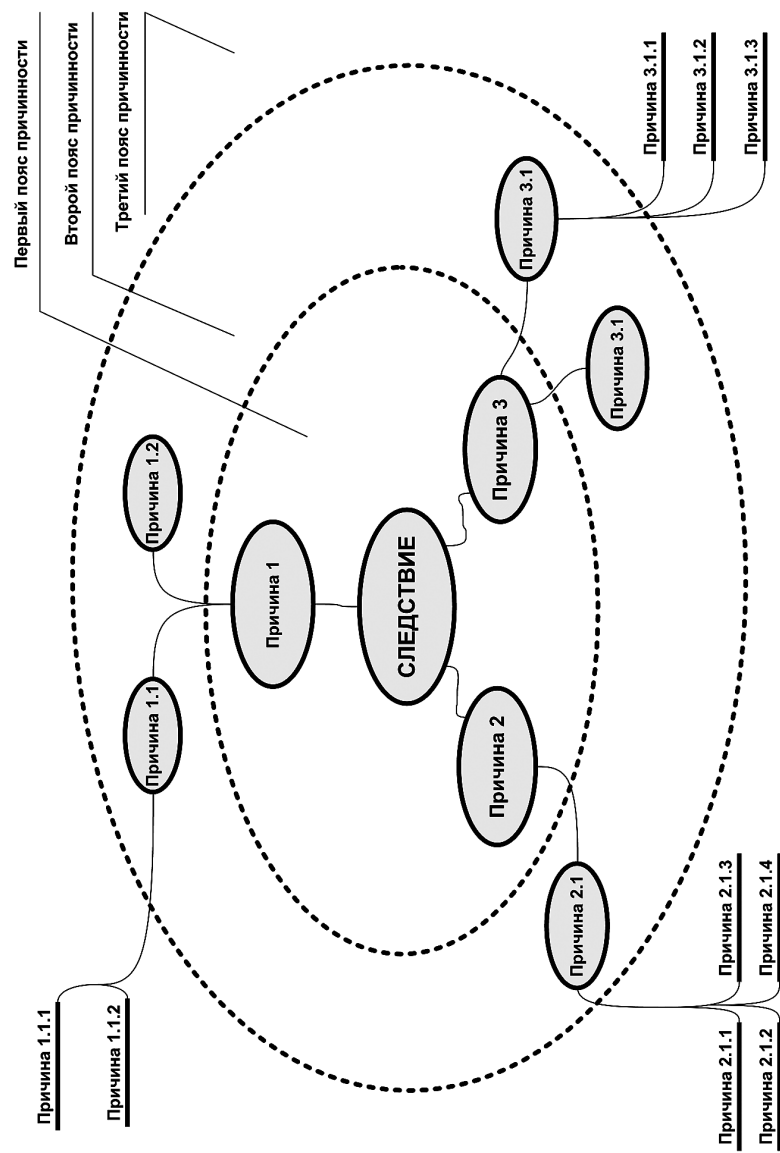 Первый пояс причинности
Второй пояс причинности
Третий пояс причинности
Причина 1.1.1
Причина 1.1.2
Причина 1.1
Причина 1.2
Причина 1
СЛЕДСТВИЕ
Причина 2
Причина 3
Причина 2.1
Причина 3.1
Причина 3.1
Причина 2.1.1
Причина 2.1.3
Причина 2.1.2
Причина 2.1.4
Причина 3.1.1
Причина 3.1.2
Причина 3.1.3